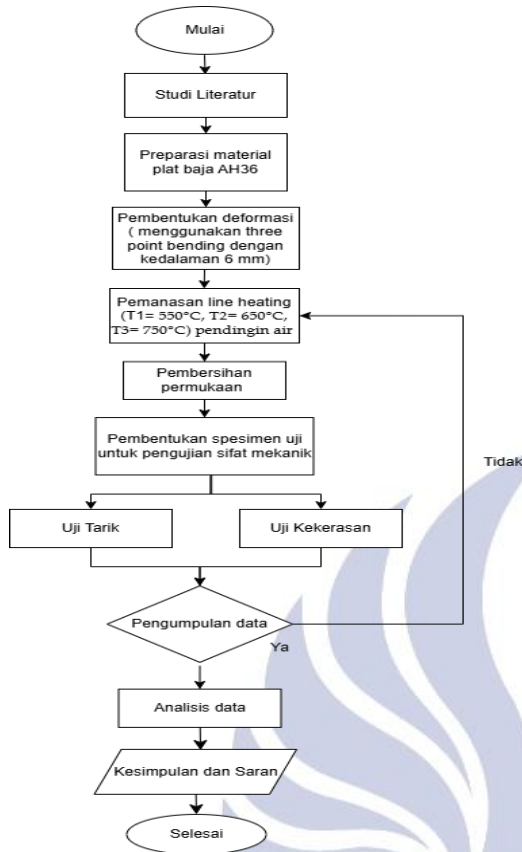 Mulai
Studi Literatur
Preparasi material
plat baja AH36
Pembentukan deformasi
( menggunakan three
point bending dengan
kedalaman 6 mm)
Pemanasan line heating
(T1= 550°C, T2= 650°C,
T3= 750°C) pendingin air
Pembersihan
permukaan
Pembentukan spesimen uji
untuk pengujian sifat mekanik
Tidak
Uji Tarik
Uji Kekerasan
Pengumpulan data
Ya
Analisis data
Kesimpulan dan Saran
Selesai